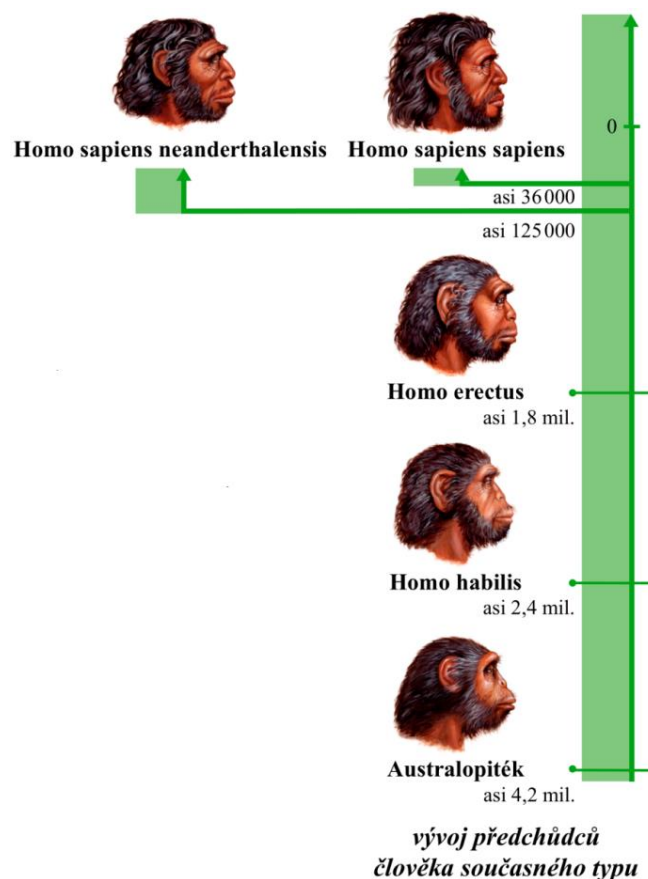 Homo sapiens neanderthalensis
Homo sapiens sapiens
0
asi 36 000
asi 125 000
Homo erectus
asi 1,8 mil.
Homo habilis
asi 2,4 mil.
Australopiték
asi 4,2 mil.
vývoj předchůdců
člověka současného typu